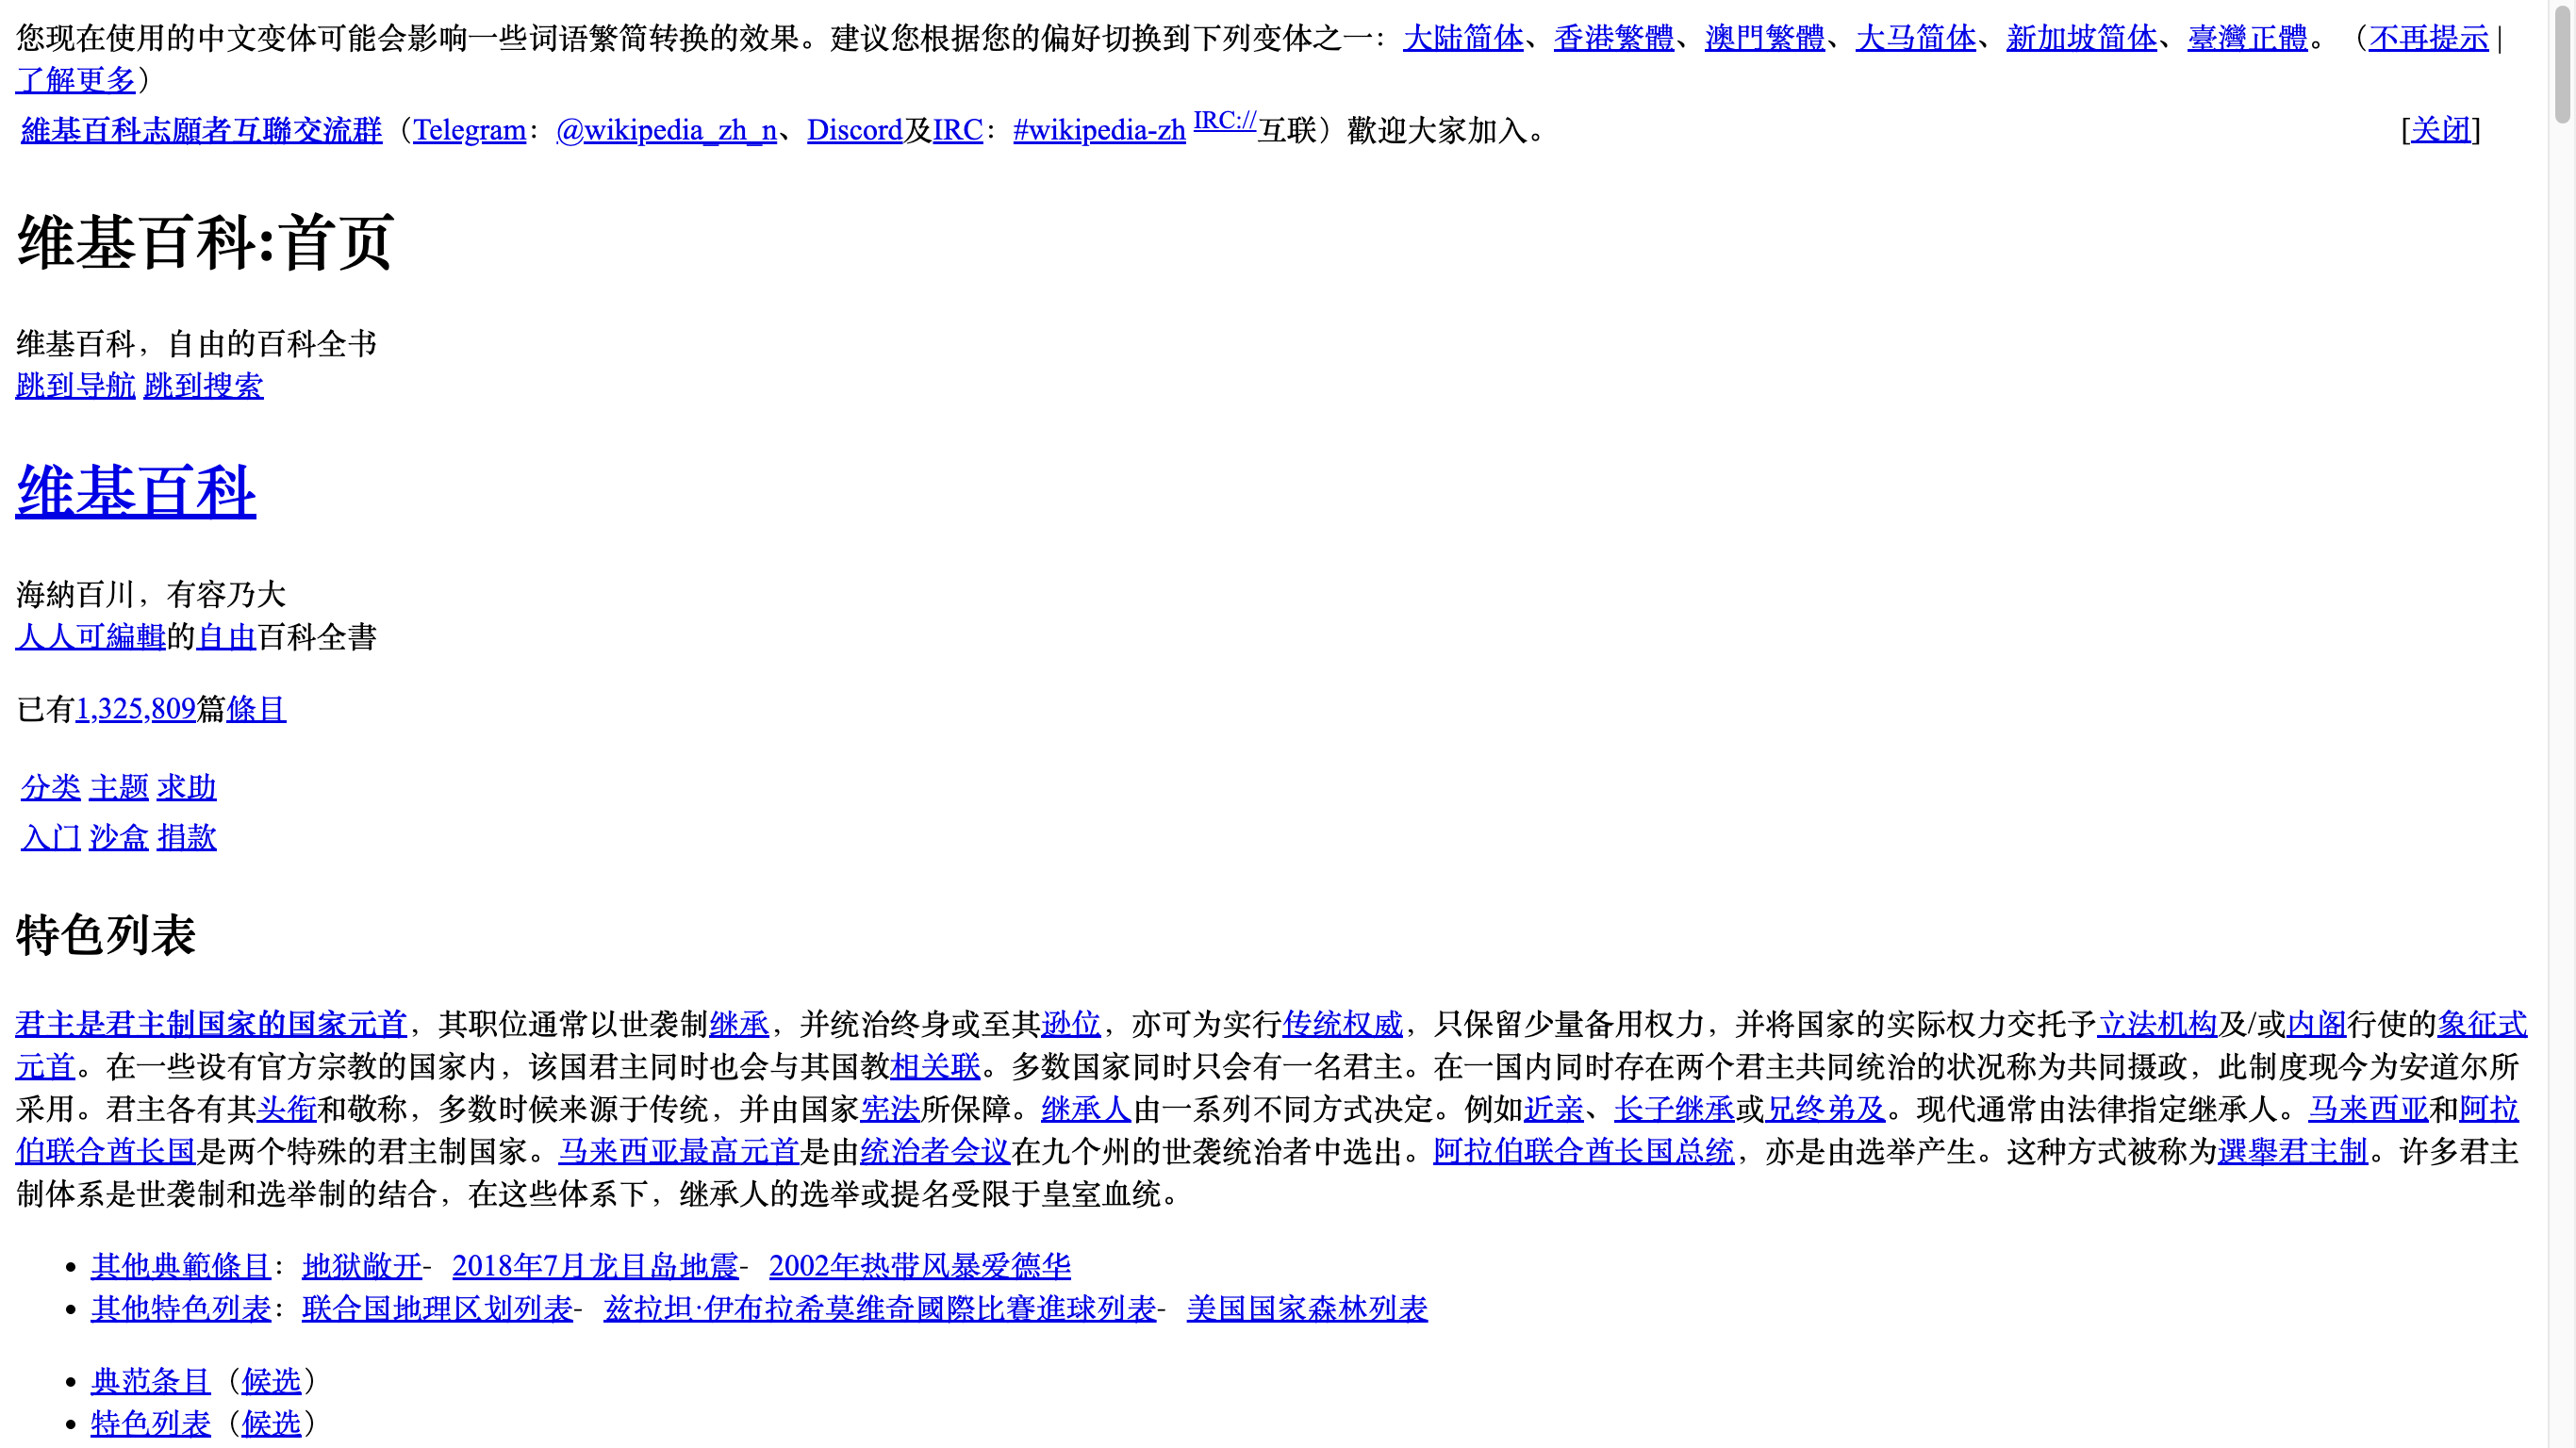 您现在使用的中文变体可能会影响一些词语繁简转换的效果。建议您根据您的偏好切换到下列变体之一：大陆简体、香港繁體、澳門繁體、大马简体、新加坡简体、臺灣正體。（不再提示 |
了解更多）
維基百科志願者互聯交流群（Telegram：@wikipedia_zh_n、Discord及IRC：#wikipedia-zh IRC://互联）歡迎大家加入。 [关闭]
维基百科:首页
维基百科，自由的百科全书
跳到导航 跳到搜索
维基百科
海納百川，有容乃大
人人可編輯的自由百科全書
已有1,325,809篇條目
分类 主题 求助
入门 沙盒 捐款
特色列表
君主是君主制国家的国家元首，其职位通常以世袭制继承，并统治终身或至其逊位，亦可为实行传统权威，只保留少量备用权力，并将国家的实际权力交托予立法机构及/或内阁行使的象征式
元首。在一些设有官方宗教的国家内，该国君主同时也会与其国教相关联。多数国家同时只会有一名君主。在一国内同时存在两个君主共同统治的状况称为共同摄政，此制度现今为安道尔所
采用。君主各有其头衔和敬称，多数时候来源于传统，并由国家宪法所保障。继承人由一系列不同方式决定。例如近亲、长子继承或兄终弟及。现代通常由法律指定继承人。马来西亚和阿拉
伯联合酋长国是两个特殊的君主制国家。马来西亚最高元首是由统治者会议在九个州的世袭统治者中选出。阿拉伯联合酋长国总统，亦是由选举产生。这种方式被称为選舉君主制。许多君主
制体系是世袭制和选举制的结合，在这些体系下，继承人的选举或提名受限于皇室血统。
• 其他典範條目：地狱敞开- 2018年7月龙目岛地震- 2002年热带风暴爱德华
• 其他特色列表：联合国地理区划列表- 兹拉坦·伊布拉希莫维奇國際比賽進球列表- 美国国家森林列表
• 典范条目（候选）
• 特色列表（候选）